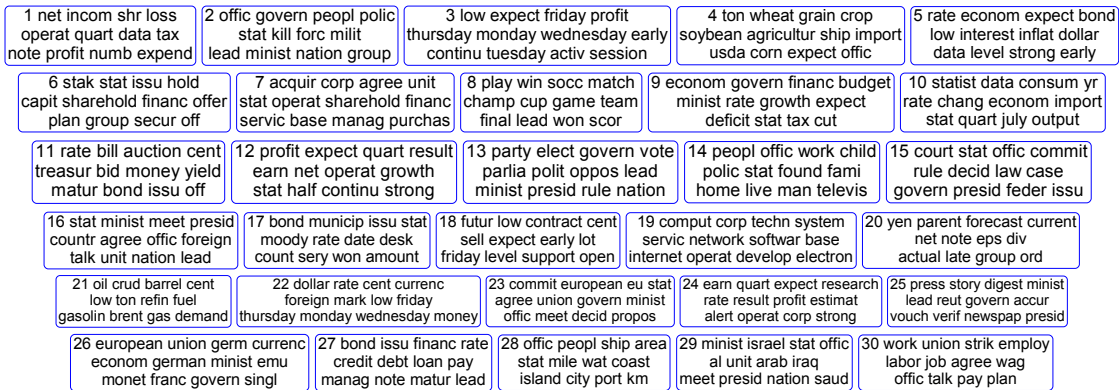 1 net incom shr loss
operat quart data tax
note profit numb expend
2 offic govern peopl polic
stat kill forc milit
lead minist nation group
3 low expect friday profit
thursday monday wednesday early
continu tuesday activ session
4 ton wheat grain crop
soybean agricultur ship import
usda corn expect offic
5 rate econom expect bond
low interest inflat dollar
data level strong early
6 stak stat issu hold
capit sharehold financ offer
plan group secur off
7 acquir corp agree unit
stat operat sharehold financ
servic base manag purchas
8 play win socc match
champ cup game team
final lead won scor
9 econom govern financ budget
minist rate growth expect
deficit stat tax cut
10 statist data consum yr
rate chang econom import
stat quart july output
11 rate bill auction cent
treasur bid money yield
matur bond issu off
12 profit expect quart result
earn net operat growth
stat half continu strong
13 party elect govern vote
parlia polit oppos lead
minist presid rule nation
14 peopl offic work child
polic stat found fami
home live man televis
15 court stat offic commit
rule decid law case
govern presid feder issu
16 stat minist meet presid
countr agree offic foreign
talk unit nation lead
17 bond municip issu stat
moody rate date desk
count sery won amount
18 futur low contract cent
sell expect early lot
friday level support open
19 comput corp techn system
servic network softwar base
internet operat develop electron
20 yen parent forecast current
net note eps div
actual late group ord
21 oil crud barrel cent
low ton refin fuel
gasolin brent gas demand
22 dollar rate cent currenc
foreign mark low friday
thursday monday wednesday money
23 commit european eu stat
agree union govern minist
offic meet decid propos
24 earn quart expect research
rate result profit estimat
alert operat corp strong
25 press story digest minist
lead reut govern accur
vouch verif newspap presid
26 european union germ currenc
econom german minist emu
monet franc govern singl
27 bond issu financ rate
credit debt loan pay
manag note matur lead
28 offic peopl ship area
stat mile wat coast
island city port km
29 minist israel stat offic
al unit arab iraq
meet presid nation saud
30 work union strik employ
labor job agree wag
offic talk pay plan